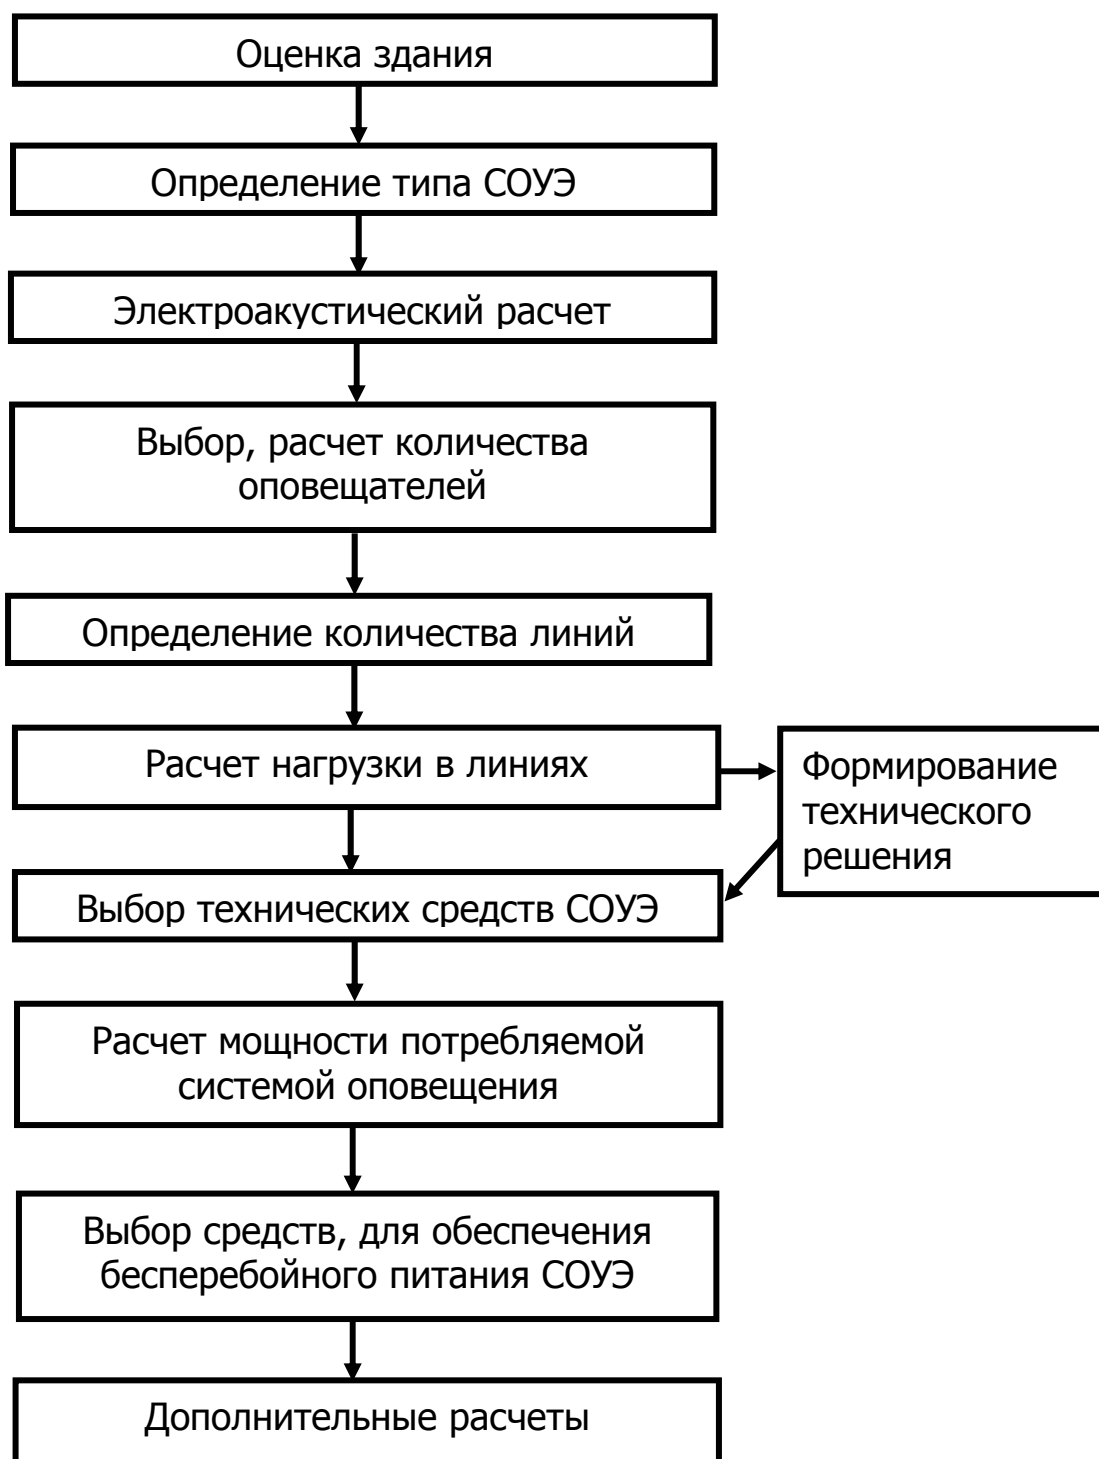 Оценка здания
Определение типа СОУЭ
Электроакустический расчет
Выбор, расчет количества
оповещателей
Определение количества линий
Расчет нагрузки в линиях
Формирование
технического
решения
Выбор технических средств СОУЭ
Расчет мощности потребляемой
системой оповещения
Выбор средств, для обеспечения
бесперебойного питания СОУЭ
Дополнительные расчеты